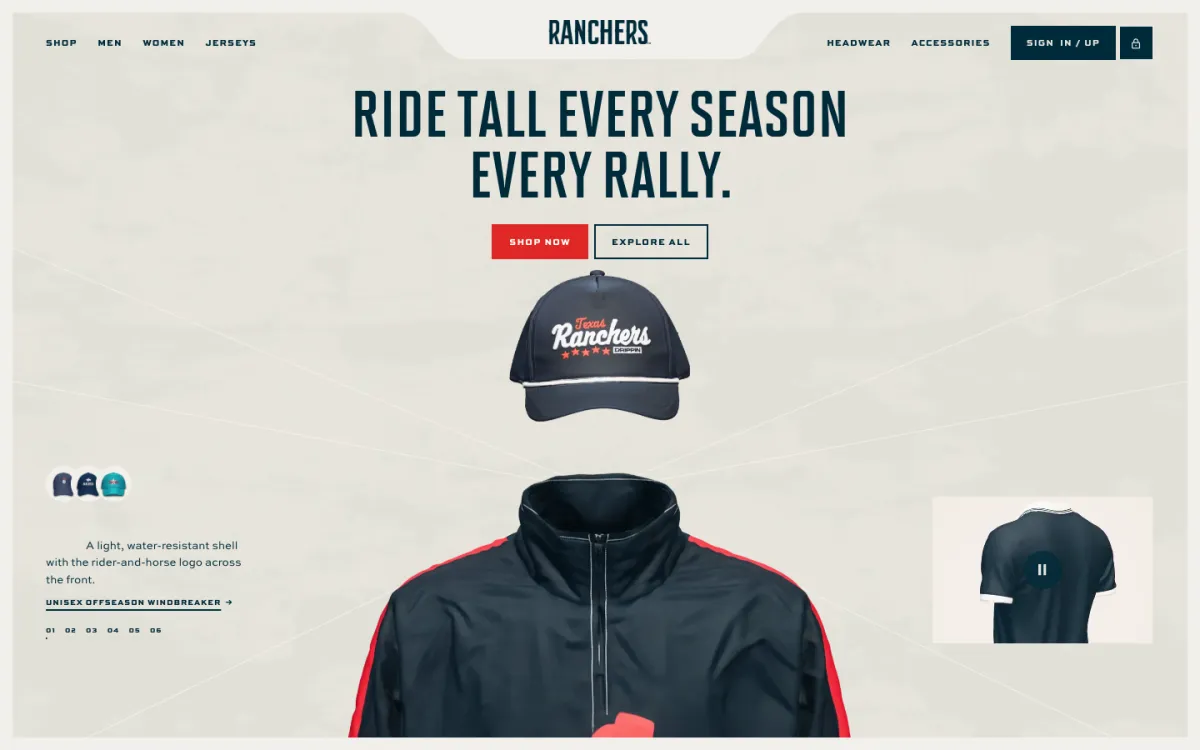 SHOP MEN WOMEN JERSEYS
RANCHERS
HEADWEAR ACCESSORIES SIGN IN / UP
RIDE TALL EVERY SEASON
EVERY RALLY.
SHOP NOW EXPLORE ALL
Texas
Ranchers
DRIPPIN
A light, water-resistant shell
with the rider-and-horse logo across
the front.
UNISEX OFFSEASON WINDBREAKER →
01 02 03 04 05 06